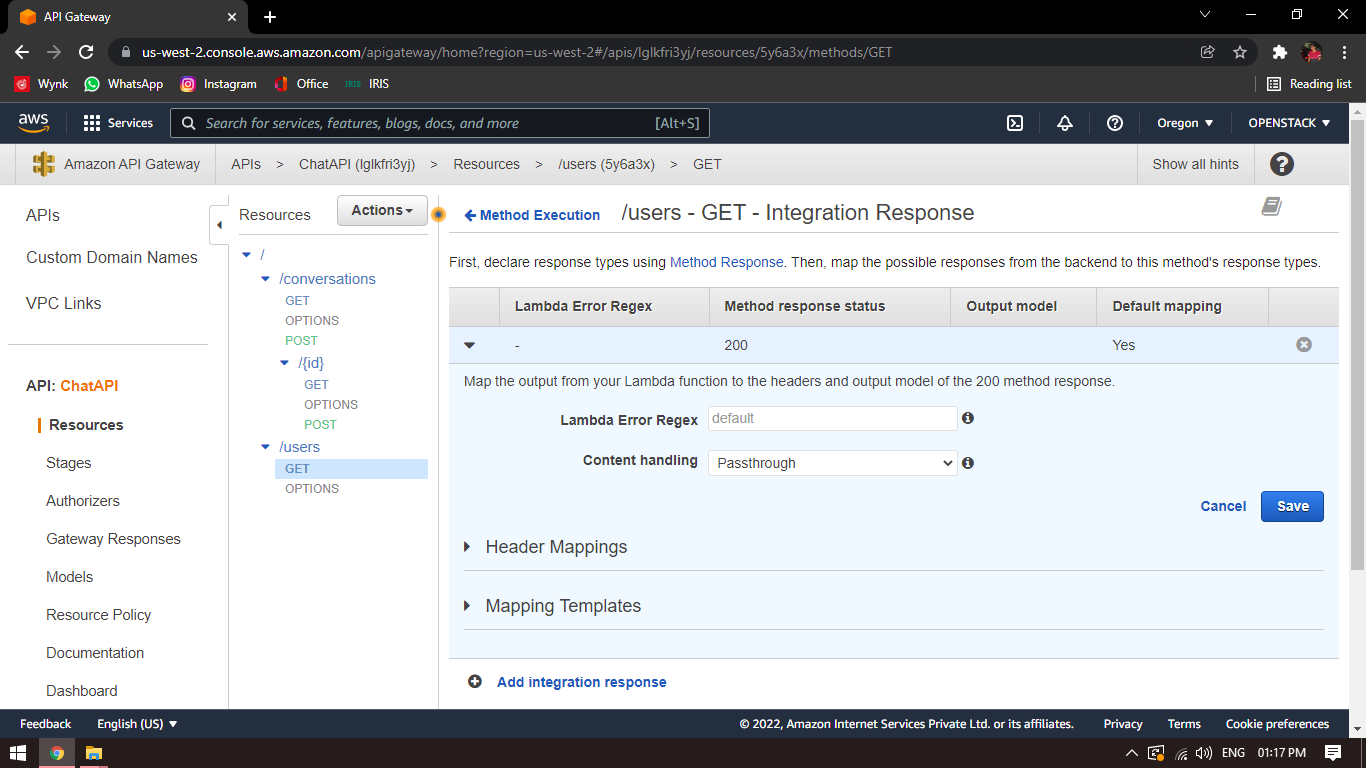 API Gateway
us-west-2.console.aws.amazon.com/apigateway/home?region=us-west-2#/apis/lglkfri3yj/resources/5y6a3x/methods/GET
Wynk WhatsApp Instagram Office IRIS IRIS Reading list
aws Services Search for services, features, blogs, docs, and more [Alt+S] Oregon OPENSTACK
Amazon API Gateway APIs > ChatAPI (lglkfri3yj) > Resources > /users (5y6a3x) > GET Show all hints ?
APIs
Custom Domain Names
VPC Links
API: ChatAPI
Resources
Stages
Authorizers
Gateway Responses
Models
Resource Policy
Documentation
Dashboard
Resources Actions
/
/conversations
GET
OPTIONS
POST
/{id}
GET
OPTIONS
POST
/users
GET
OPTIONS
Method Execution /users - GET - Integration Response
First, declare response types using Method Response. Then, map the possible responses from the backend to this method's response types.
Lambda Error Regex Method response status Output model Default mapping
- 200 Yes
Map the output from your Lambda function to the headers and output model of the 200 method response.
Lambda Error Regex default
Content handling Passthrough
Cancel Save
Header Mappings
Mapping Templates
Add integration response
Feedback English (US) © 2022, Amazon Internet Services Private Ltd. or its affiliates. Privacy Terms Cookie preferences
ENG 01:17 PM